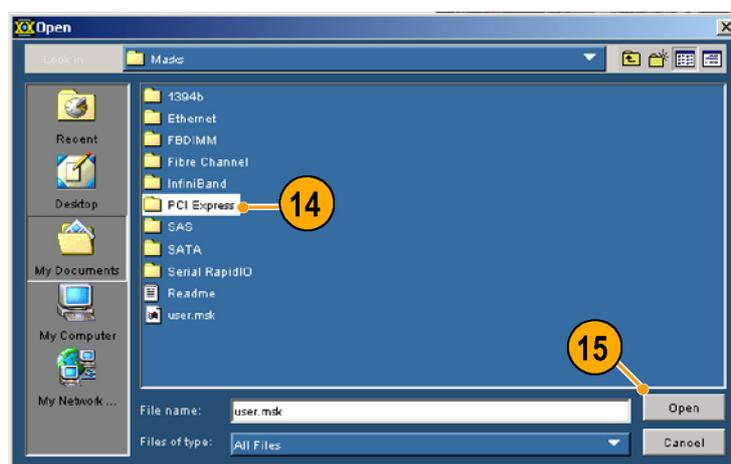 Open
Look in:
Masks
Recent
Desktop
My Documents
My Computer
My Network ...
1394b
Ethernet
FBDIMM
Fibre Channel
InfiniBand
PCI Express
14
SAS
SATA
Serial RapidIO
Readme
user.msk
15
File name: user.msk Open
Files of type: All Files Cancel